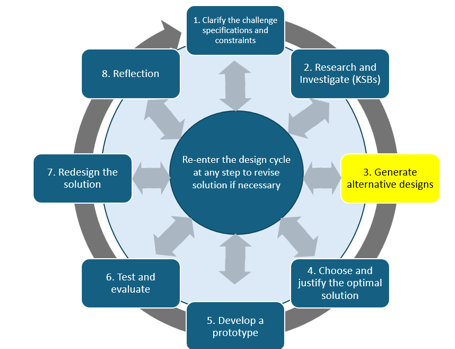 1. Clarify the challenge
specifications and
constraints
2. Research and
Investigate (KSBs)
3. Generate
alternative designs
4. Choose and
justify the optimal
solution
5. Develop a
prototype
6. Test and
evaluate
7. Redesign the
solution
8. Reflection
Re-enter the design cycle
at any step to revise
solution if necessary